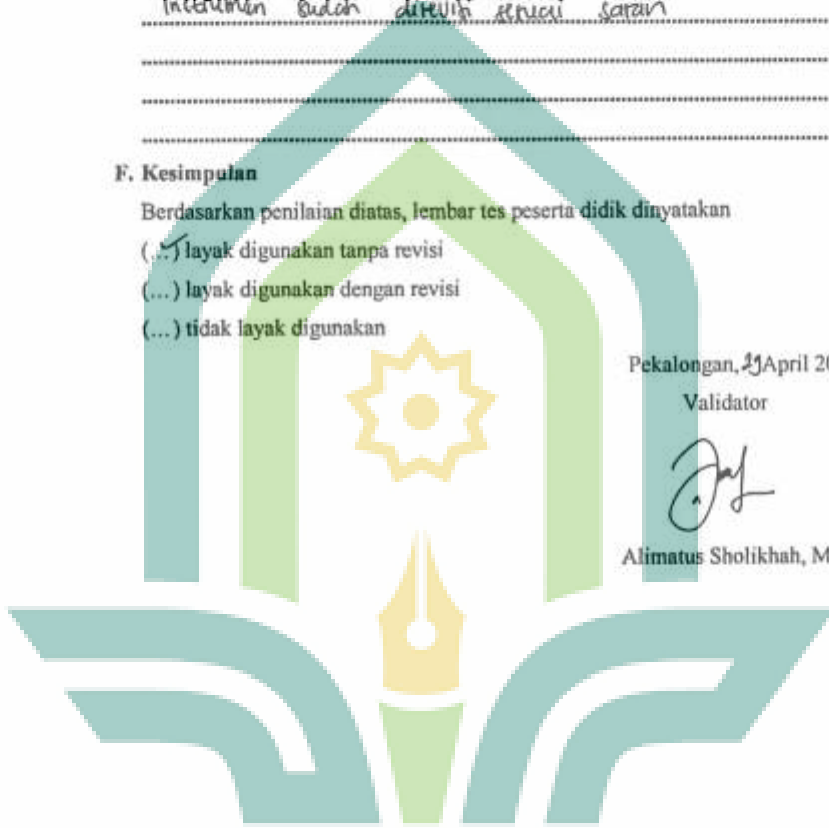 Instrumen sudah direvisi sesuai saran
F. Kesimpulan
Berdasarkan penilaian diatas, lembar tes peserta didik dinyatakan
(...) layak digunakan tanpa revisi
(...) layak digunakan dengan revisi
(...) tidak layak digunakan
Pekalongan, 29 April 20
Validator
Alimatus Sholikhah, M